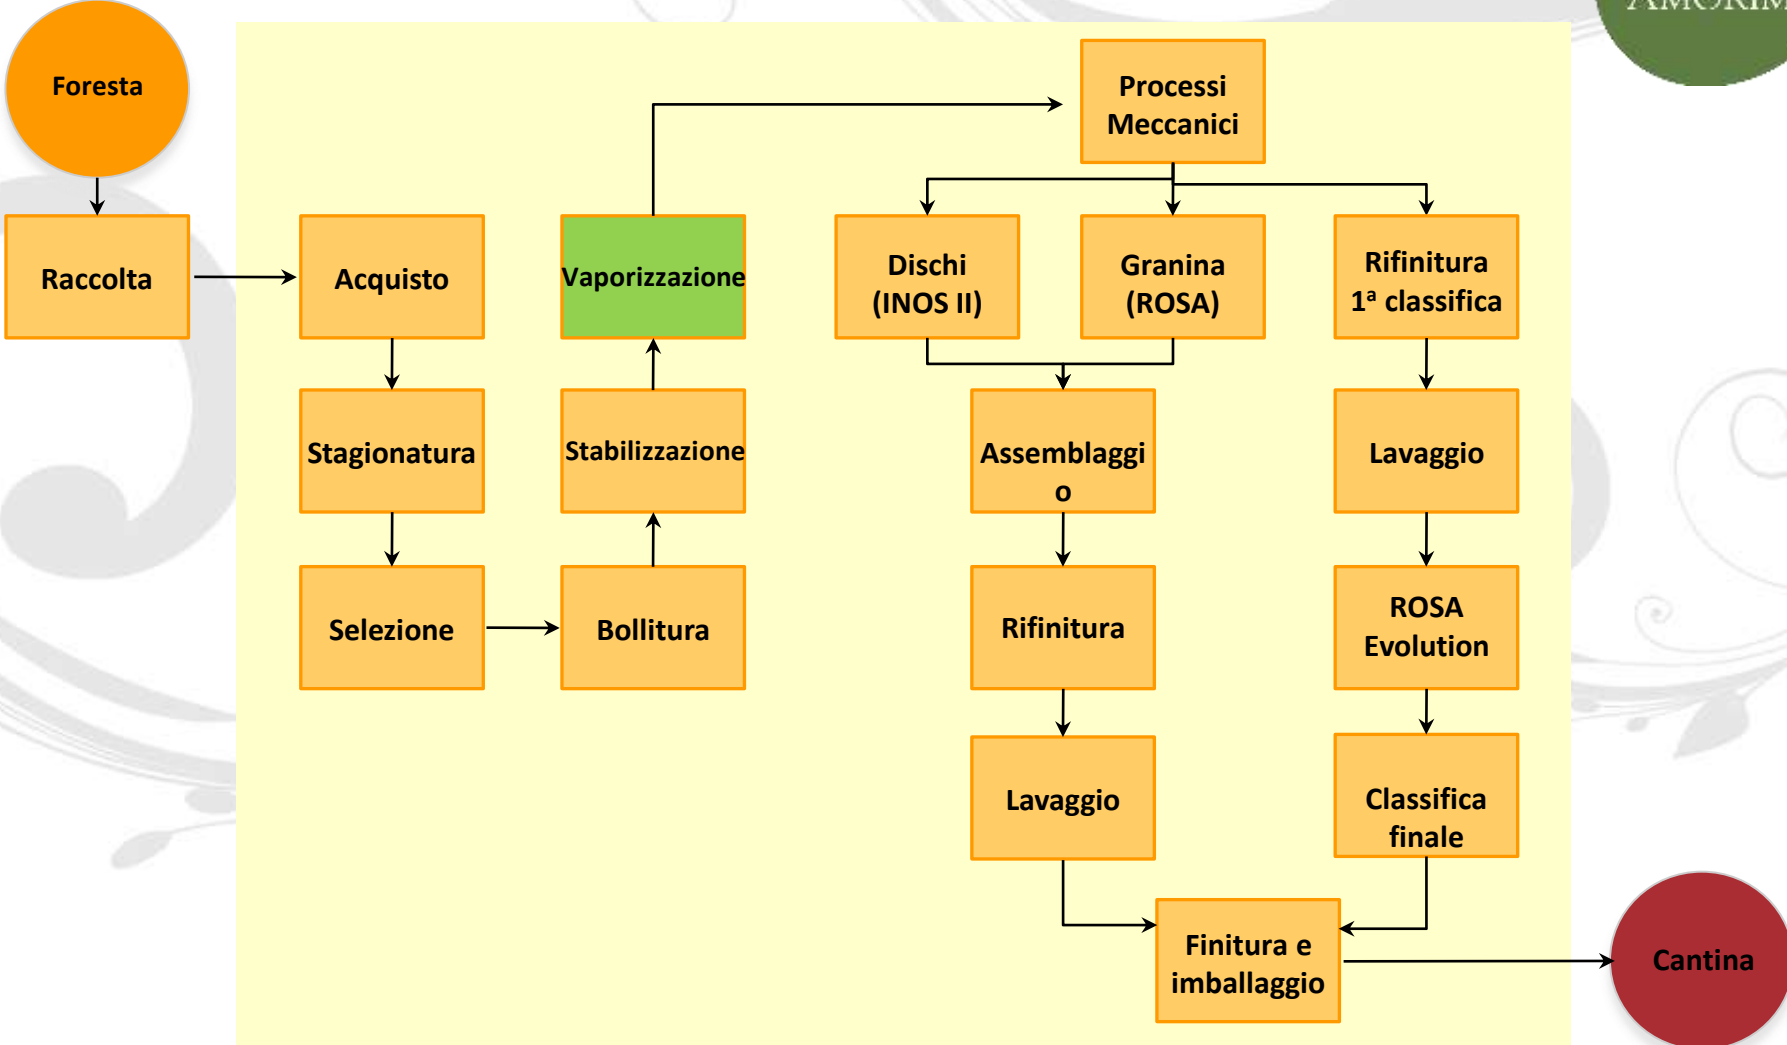 AMORIM
Foresta
Processi
Meccanici
Raccolta
Acquisto
Vaporizzazione
Dischi
(INOS II)
Granina
(ROSA)
Rifinitura
1ª classifica
Stagionatura
Stabilizzazione
Assemblaggi
o
Lavaggio
Selezione
Bollitura
Rifinitura
ROSA
Evolution
Lavaggio
Classifica
finale
Finitura e
imballaggio
Cantina